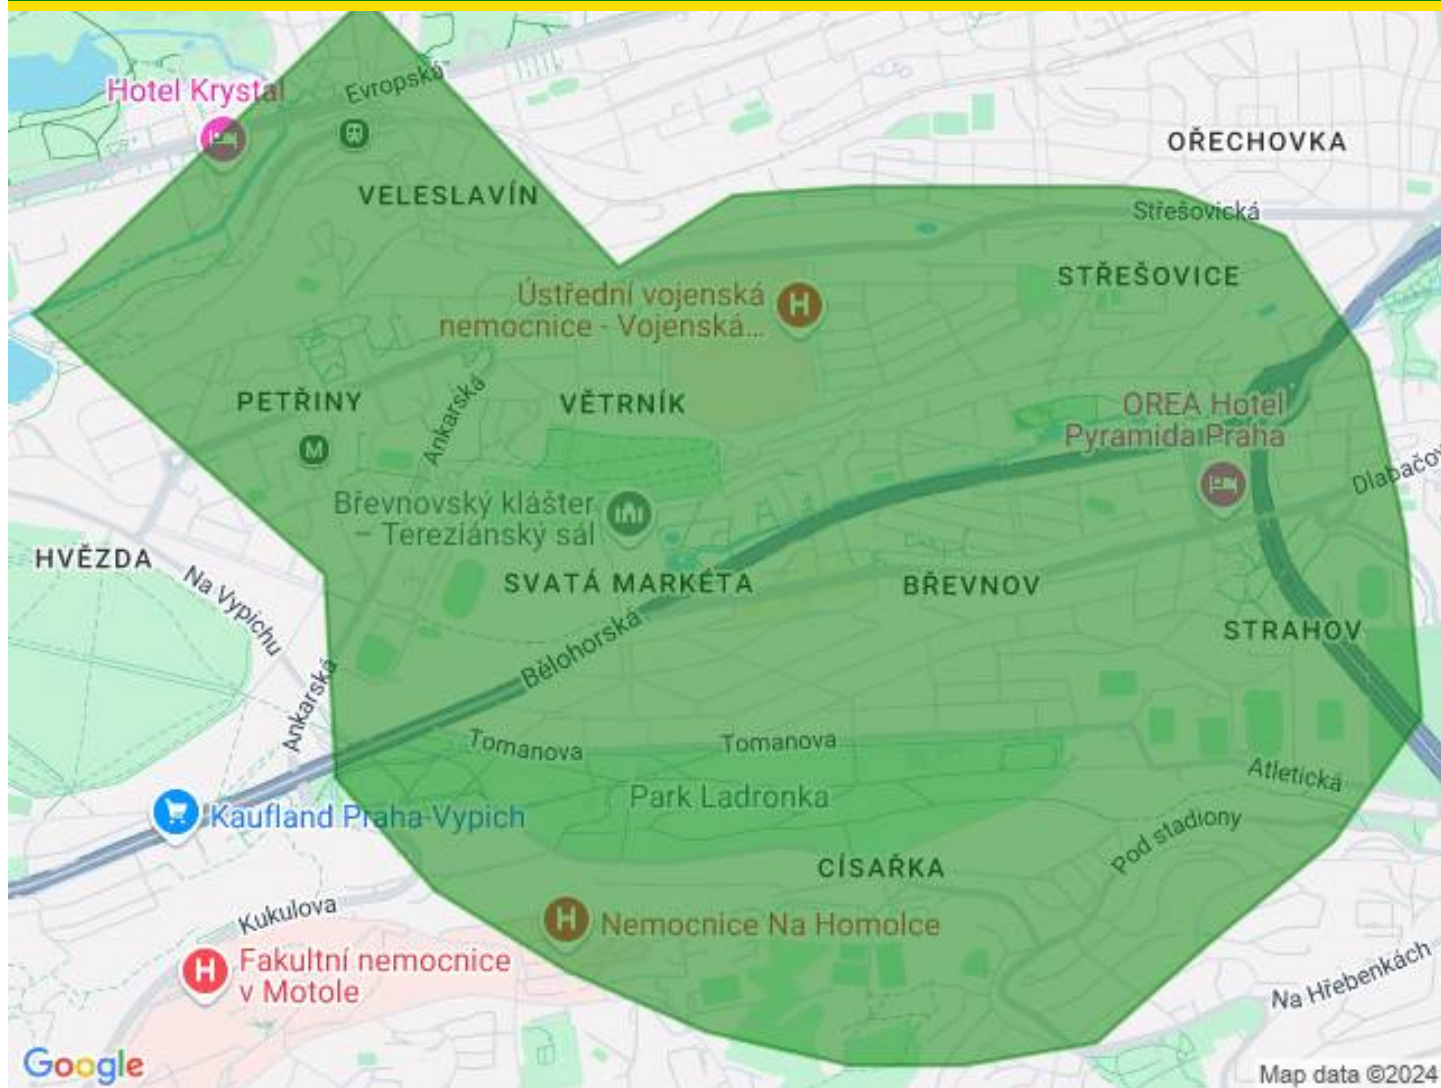 Hotel Krystal
Evropská
OŘECHOVKA
VELESLAVÍN
Střešovická
STŘEŠOVICE
Ústřední vojenská
nemocnice - Vojenská...
PETŘINY
Ankarská
VĚTRNÍK
OREA Hotel
Pyramida Praha
M
Břevnovský klášter
– Tereziánský sál
Dlabačov
HVĚZDA
Na Vypichu
SVATÁ MARKÉTA
BŘEVNOV
STRAHOV
Bělohorská
Ankarská
Tomanova
Tomanova
Atletická
Park Ladronka
Kaufland Praha-Vypich
Pod stadiony
CÍSAŘKA
Kukulova
Nemocnice Na Homolce
Fakultní nemocnice
v Motole
Na Hřebenkách
Google
Map data ©2024